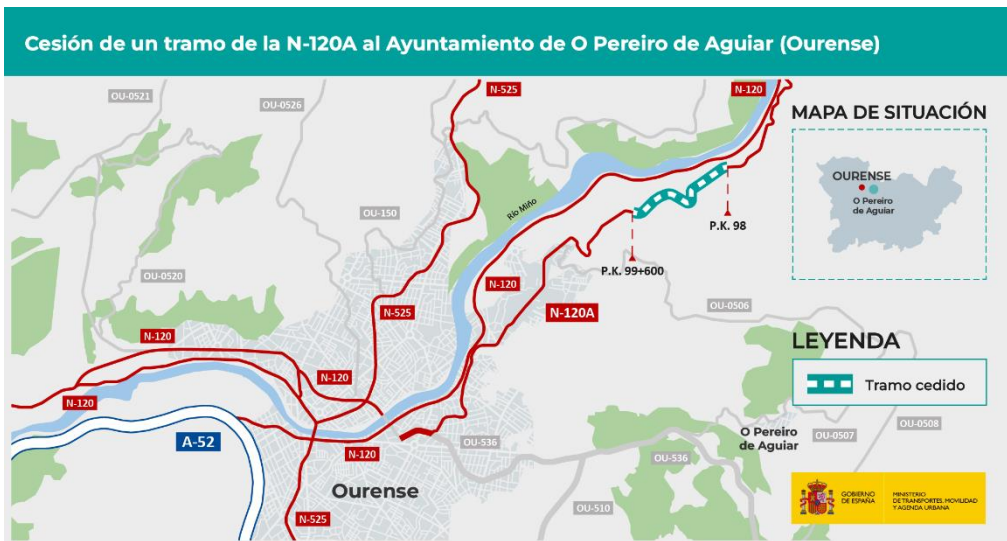 Cesión de un tramo de la N-120A al Ayuntamiento de O Pereiro de Aguiar (Ourense)
OU-0521
OU-0526
N-525
N-120
MAPA DE SITUACIÓN
OURENSE
O Pereiro
de Aguiar
Río Miño
OU-150
P.K. 98
P.K. 99+600
OU-0520
N-120
N-525
N-120A
OU-0506
N-120
LEYENDA
Tramo cedido
N-120
N-120
A-52
N-120
OU-536
O Pereiro
de Aguiar
OU-0507
OU-0508
OU-536
Ourense
OU-510
N-525
GOBIERNO
DE ESPAÑA
MINISTERIO
DE TRANSPORTES, MOVILIDAD
Y AGENDA URBANA